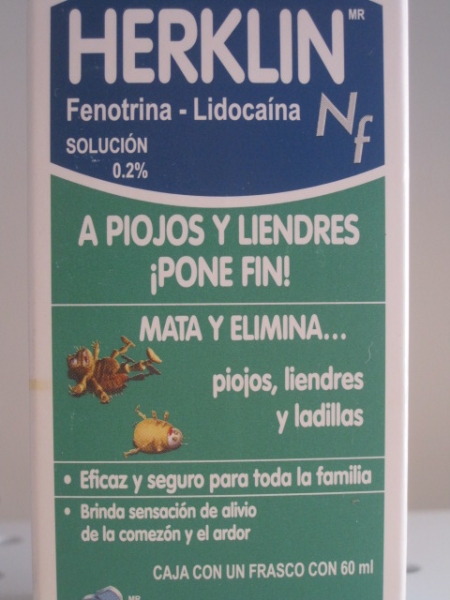 HERKLIN MR
Fenotrina - Lidocaína
Nf
SOLUCIÓN
0.2%
A PIOJOS Y LIENDRES
¡PONE FIN!
MATA Y ELIMINA...
piojos, liendres
y ladillas
• Eficaz y seguro para toda la familia
• Brinda sensación de alivio
de la comezón y el ardor
CAJA CON UN FRASCO CON 60 ml
MR